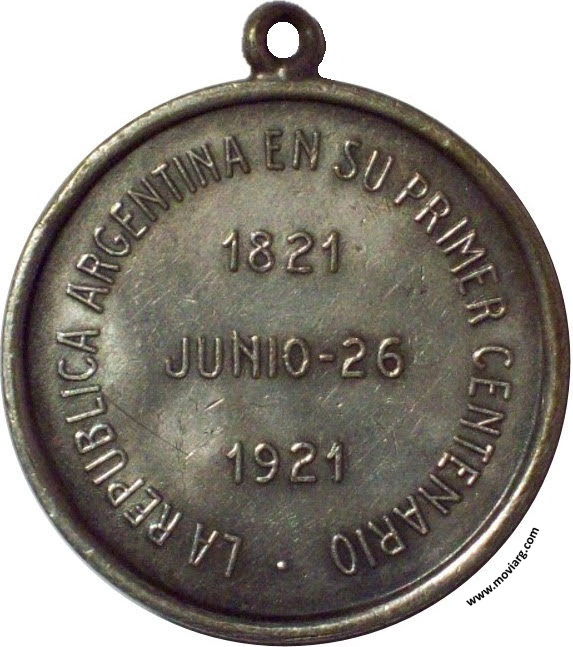 LA REPUBLICA ARGENTINA EN SU PRIMER CENTENARIO ·
1821
JUNIO-26
1921
www.moviarg.com